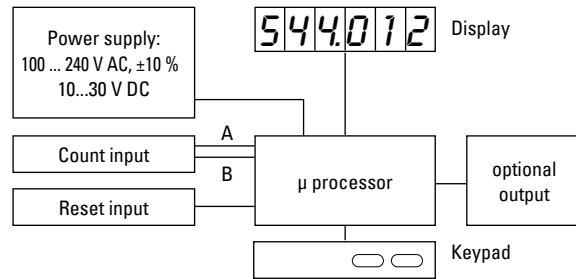 Power supply:
100 ... 240 V AC, ±10 %
10...30 V DC
544.012
Display
Count input
A
B
Reset input
µ processor
optional
output
Keypad